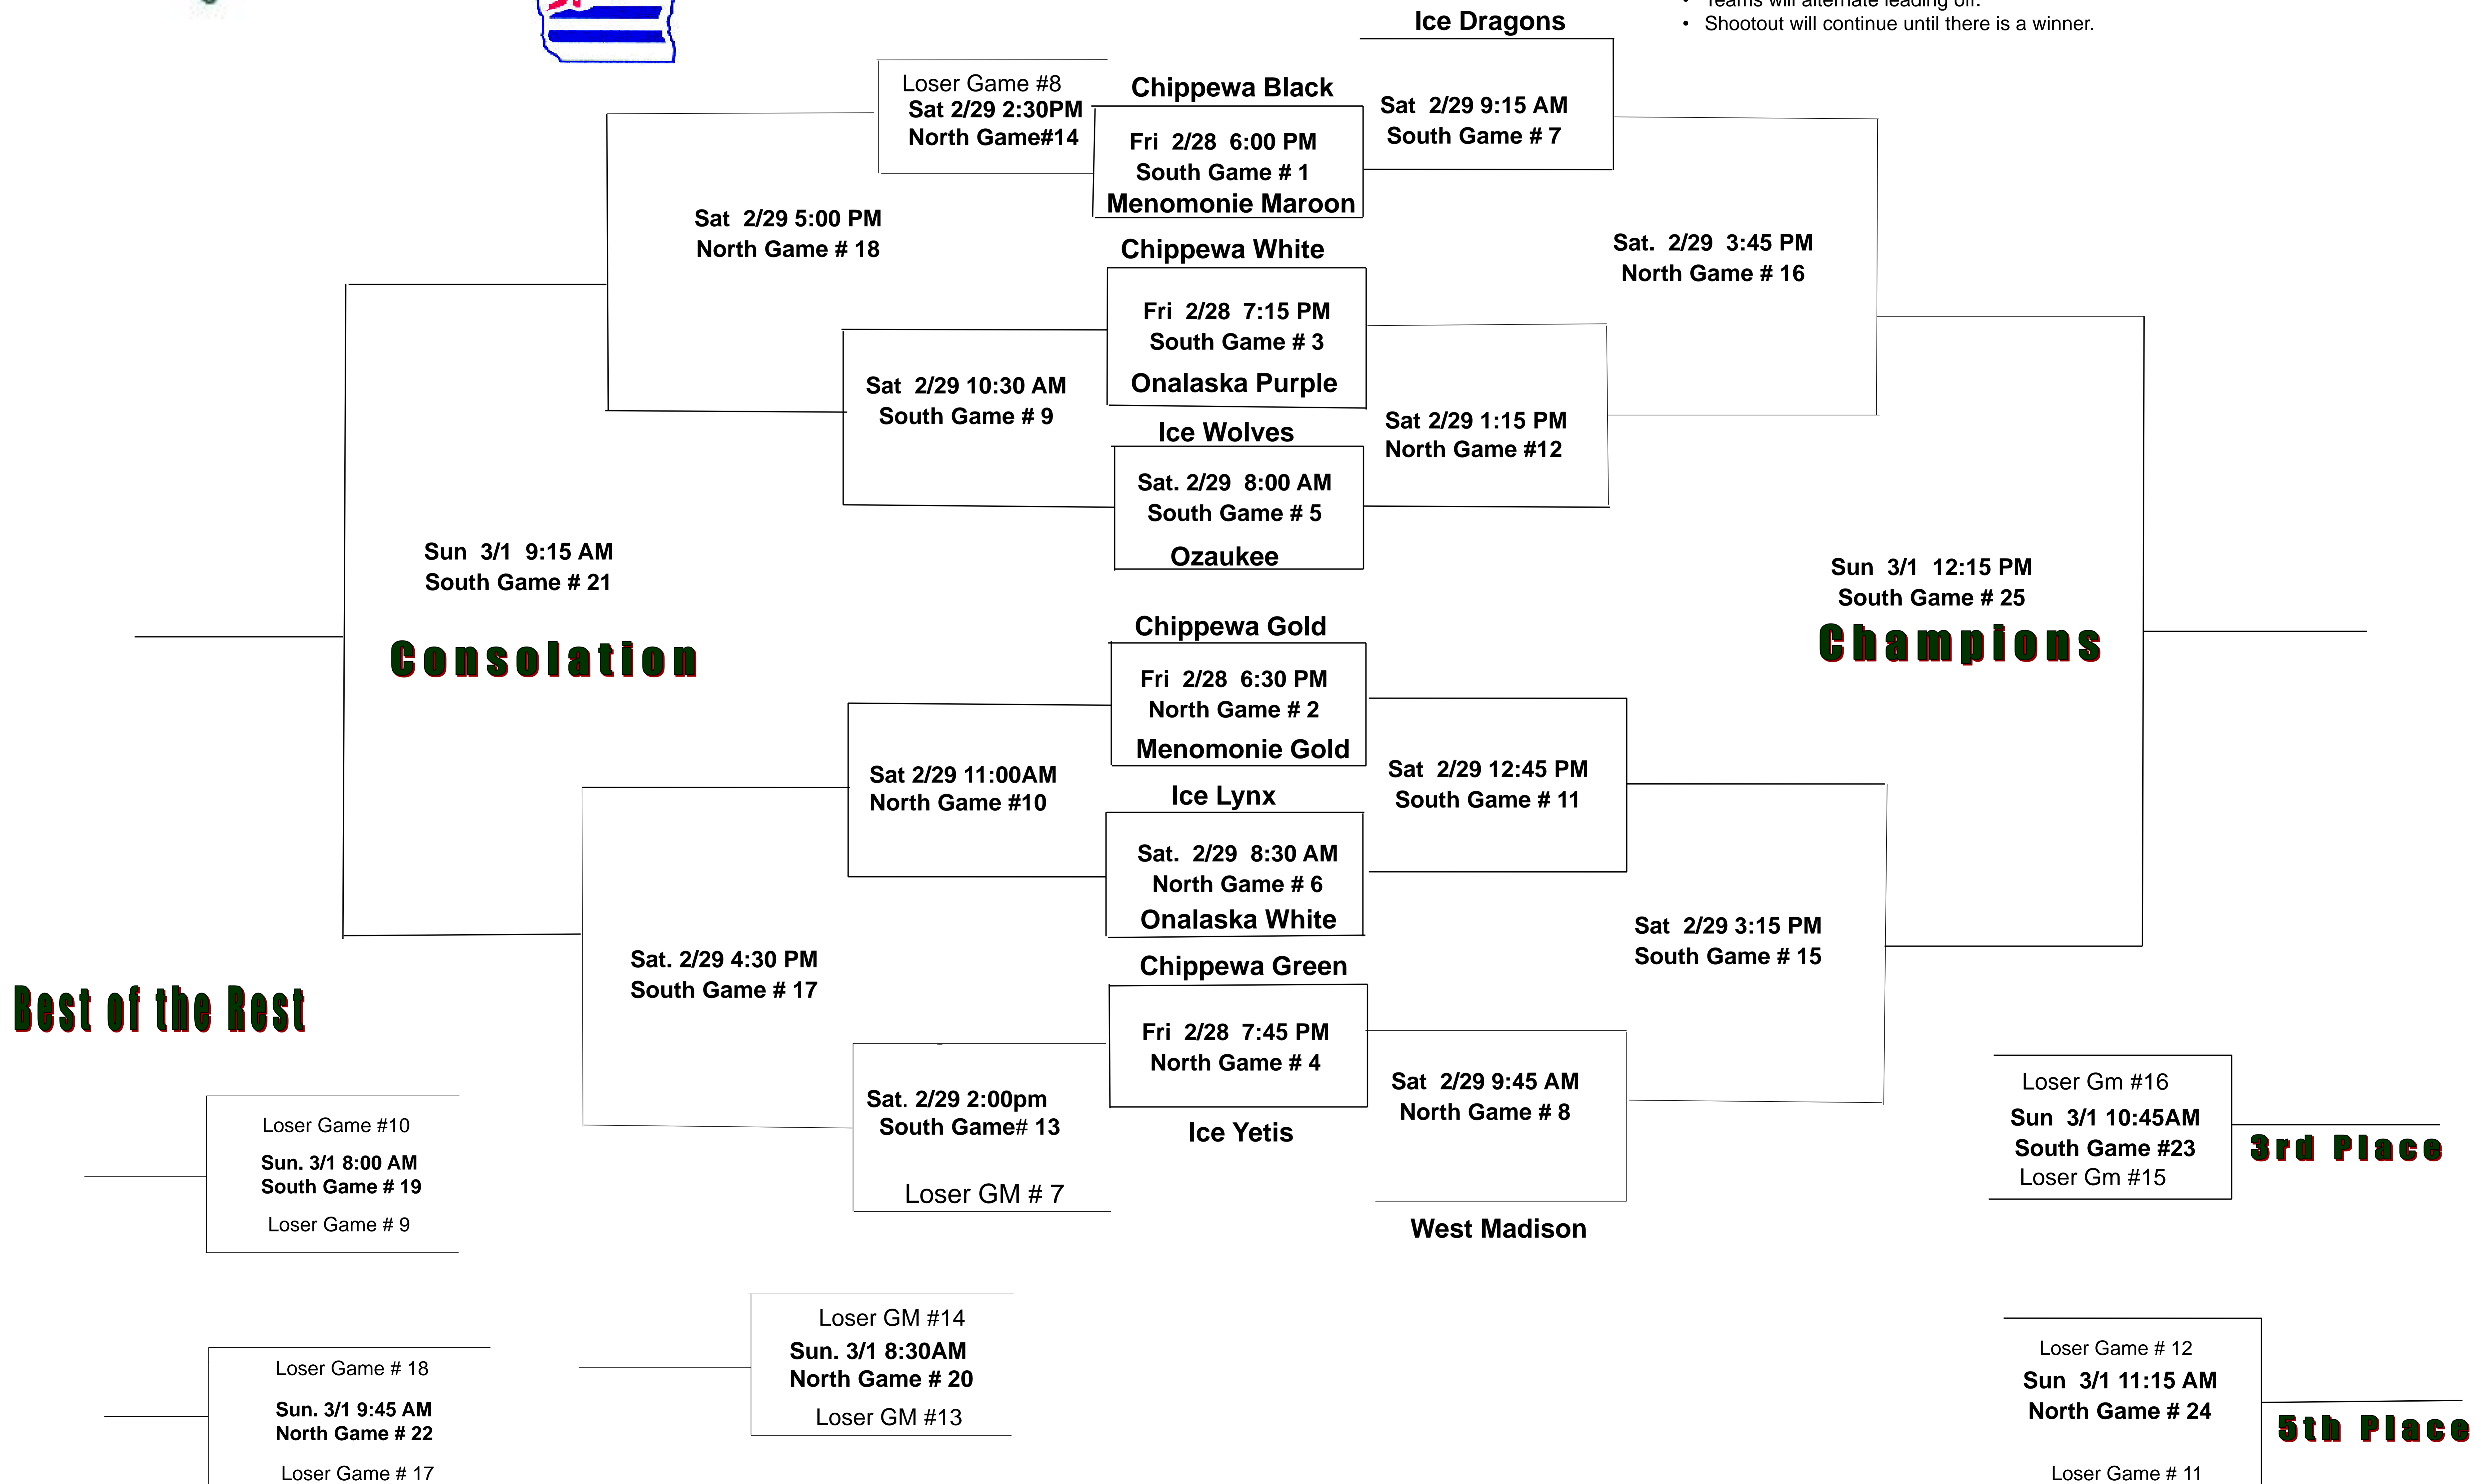 • Teams will alternate leading off.
• Shootout will continue until there is a winner.
Ice Dragons
Loser Game #8
Sat 2/29 2:30PM
North Game#14
Chippewa Black
Fri 2/28 6:00 PM
South Game # 1
Menomonie Maroon
Sat 2/29 9:15 AM
South Game # 7
Sat 2/29 5:00 PM
North Game # 18
Chippewa White
Fri 2/28 7:15 PM
South Game # 3
Onalaska Purple
Sat. 2/29 3:45 PM
North Game # 16
Sat 2/29 10:30 AM
South Game # 9
Ice Wolves
Sat. 2/29 8:00 AM
South Game # 5
Ozaukee
Sat 2/29 1:15 PM
North Game #12
Sun 3/1 9:15 AM
South Game # 21
Consolation
Sun 3/1 12:15 PM
South Game # 25
Champions
Chippewa Gold
Fri 2/28 6:30 PM
North Game # 2
Menomonie Gold
Sat 2/29 11:00AM
North Game #10
Ice Lynx
Sat. 2/29 8:30 AM
North Game # 6
Onalaska White
Sat 2/29 12:45 PM
South Game # 11
Sat. 2/29 4:30 PM
South Game # 17
Chippewa Green
Fri 2/28 7:45 PM
North Game # 4
Ice Yetis
Sat 2/29 3:15 PM
South Game # 15
Best of the Rest
Sat. 2/29 2:00pm
South Game# 13
Loser GM # 7
Sat 2/29 9:45 AM
North Game # 8
West Madison
Loser Game #10
Sun. 3/1 8:00 AM
South Game # 19
Loser Game # 9
Loser Gm #16
Sun 3/1 10:45AM
South Game #23
Loser Gm #15
3rd Place
Loser Game # 18
Sun. 3/1 9:45 AM
North Game # 22
Loser Game # 17
Loser GM #14
Sun. 3/1 8:30AM
North Game # 20
Loser GM #13
Loser Game # 12
Sun 3/1 11:15 AM
North Game # 24
Loser Game # 11
5th Place